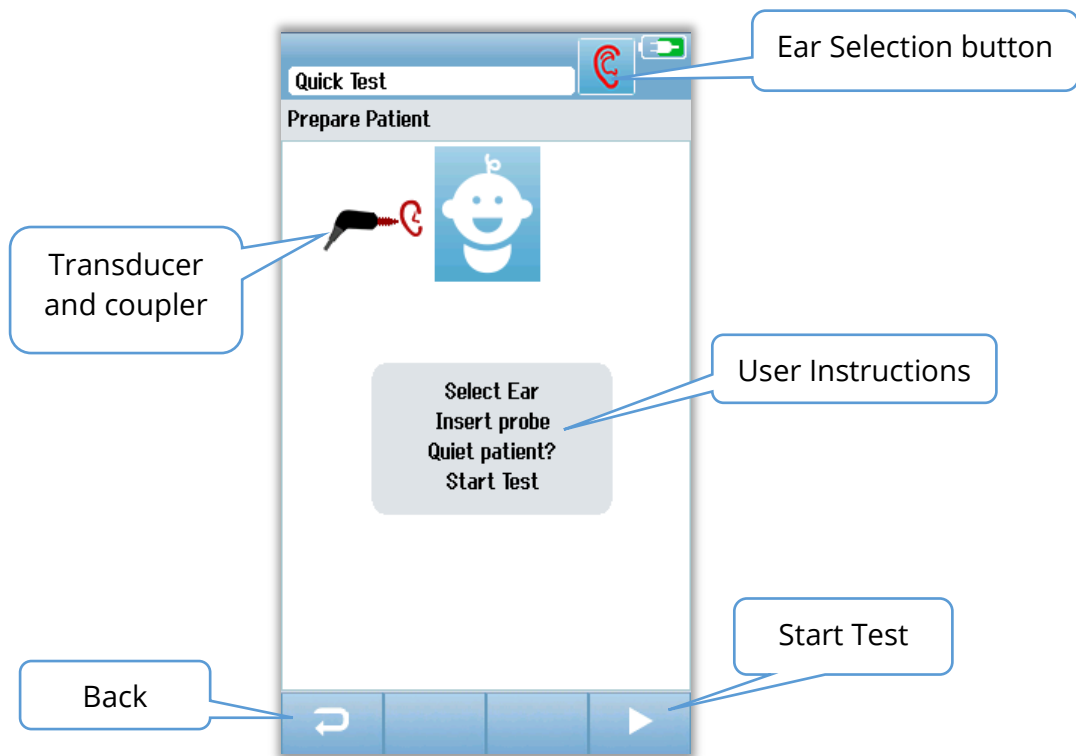 Ear Selection button
Quick Test
Prepare Patient
Transducer
and coupler
User Instructions
Select Ear
Insert probe
Quiet patient?
Start Test
Start Test
Back